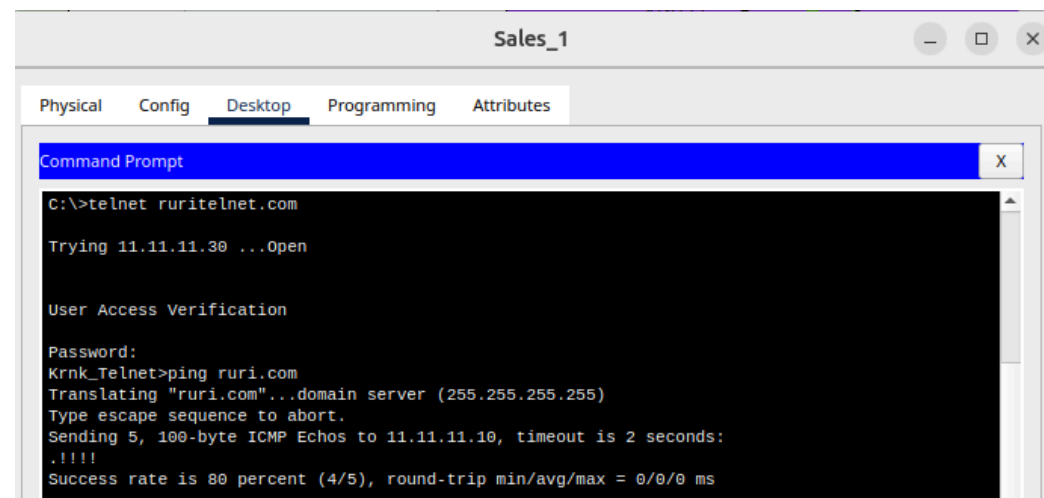 Sales_1
Physical Config Desktop Programming Attributes
Command Prompt X
C:\>telnet ruritelnet.com
Trying 11.11.11.30 ...Open
User Access Verification
Password:
Krnk_Telnet>ping ruri.com
Translating "ruri.com"...domain server (255.255.255.255)
Type escape sequence to abort.
Sending 5, 100-byte ICMP Echos to 11.11.11.10, timeout is 2 seconds:
.!!!!
Success rate is 80 percent (4/5), round-trip min/avg/max = 0/0/0 ms